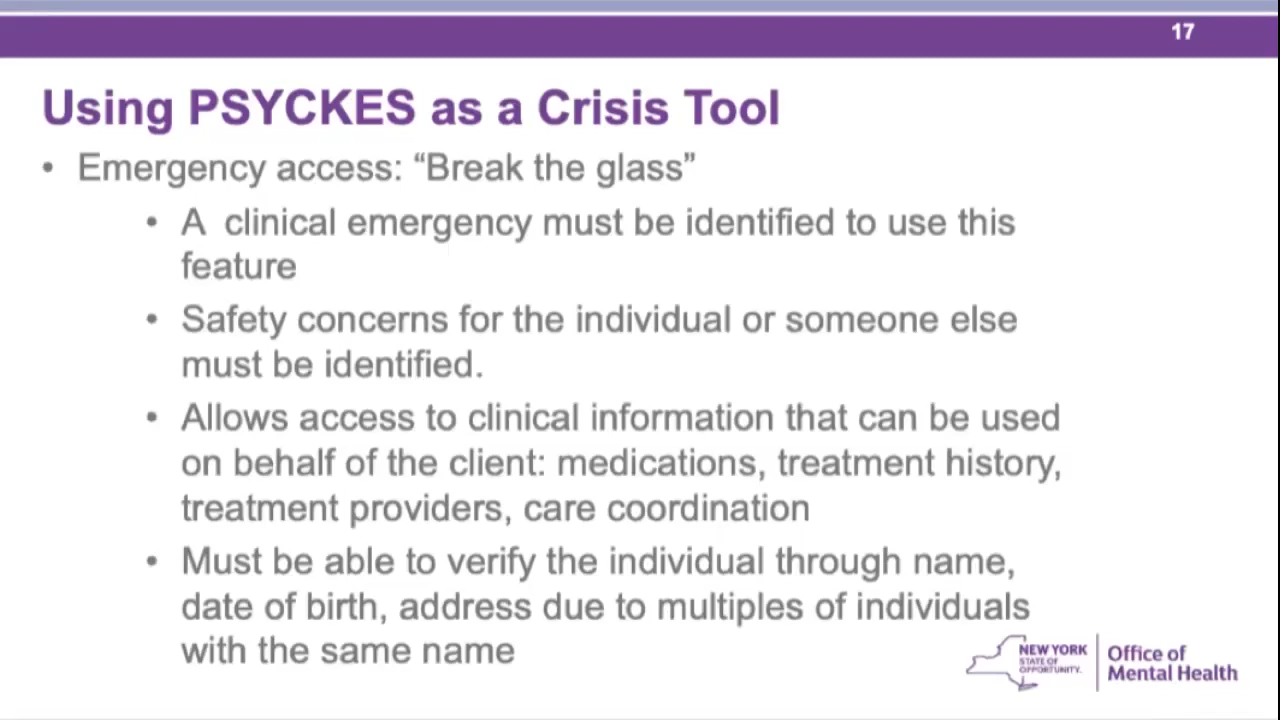 17
Using PSYCKES as a Crisis Tool
• Emergency access: “Break the glass”
• A  clinical emergency must be identified to use this
feature
• Safety concerns for the individual or someone else
must be identified.
• Allows access to clinical information that can be used
on behalf of the client: medications, treatment history,
treatment providers, care coordination
• Must be able to verify the individual through name,
date of birth, address due to multiples of individuals
with the same name
NEW YORK
STATE OF
OPPORTUNITY.
Office of
Mental Health